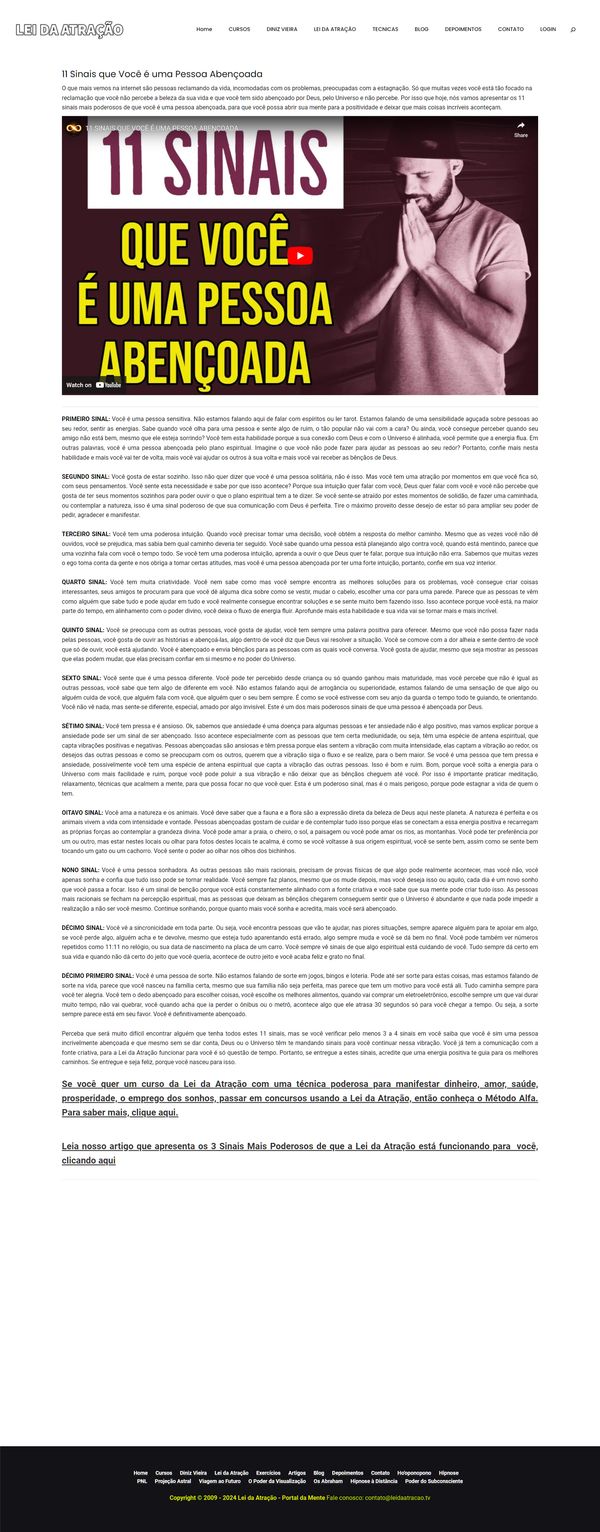 LEI DA ATRAÇÃO
Home CURSOS DINIZ VIEIRA LEI DA ATRAÇÃO TECNICAS BLOG DEPOIMENTOS CONTATO LOGIN
11 Sinais que Você é uma Pessoa Abençoada
O que mais vemos na internet são pessoas reclamando da vida, incomodadas com os problemas, preocupadas com a estagnação. Só que muitas vezes você está tão focado na
reclamação que você não percebe a beleza da sua vida e que você tem sido abençoado por Deus, pelo Universo e não percebe. Por isso que hoje, nós vamos apresentar os 11
sinais mais poderosos de que você é uma pessoa abençoada, para que você possa abrir sua mente para a positividade e deixar que mais coisas incríveis aconteçam.
11 SINAIS QUE VOCÊ É UMA PESSOA ABENÇOADA
Share
11 SINAIS
QUE VOCÊ
É UMA PESSOA
ABENÇOADA
Watch on YouTube
PRIMEIRO SINAL: Você é uma pessoa sensitiva. Não estamos falando aqui de falar com espíritos ou ler tarot. Estamos falando de uma sensibilidade aguçada sobre pessoas ao
seu redor, sentir as energias. Sabe quando você olha para uma pessoa e sente algo de ruim, o tão popular não vai com a cara? Ou ainda, você consegue perceber quando seu
amigo não está bem, mesmo que ele esteja sorrindo? Você tem esta habilidade porque a sua conexão com Deus e com o Universo é alinhada, você permite que a energia flua. Em
outras palavras, você é uma pessoa abençoada pelo plano espiritual. Imagine o que você não pode fazer para ajudar as pessoas ao seu redor? Portanto, confie mais nesta
habilidade e mais você vai ter de volta, mais você vai ajudar os outros à sua volta e mais você vai receber as bênçãos de Deus.
SEGUNDO SINAL: Você gosta de estar sozinho. Isso não quer dizer que você é uma pessoa solitária, não é isso. Mas você tem uma atração por momentos em que você fica só,
com seus pensamentos. Você sente esta necessidade e sabe por que isso acontece? Porque sua intuição quer falar com você, Deus quer falar com você e você não percebe que
gosta de ter seus momentos sozinhos para poder ouvir o que o plano espiritual tem a te dizer. Se você sente-se atraído por estes momentos de solidão, de fazer uma caminhada,
ou contemplar a natureza, isso é uma sinal poderoso de que sua comunicação com Deus é perfeita. Tire o máximo proveito desse desejo de estar só para ampliar seu poder de
pedir, agradecer e manifestar.
TERCEIRO SINAL: Você tem uma poderosa intuição. Quando você precisar tomar uma decisão, você obtém a resposta do melhor caminho. Mesmo que as vezes você não dê
ouvidos, você se prejudica, mas sabia bem qual caminho deveria ter seguido. Você sabe quando uma pessoa está planejando algo contra você, quando está mentindo, parece que
uma vozinha fala com você o tempo todo. Se você tem uma poderosa intuição, aprenda a ouvir o que Deus quer te falar, porque sua intuição não erra. Sabemos que muitas vezes
o ego toma conta da gente e nos obriga a tomar certas atitudes, mas você é uma pessoa abençoada por ter uma forte intuição, portanto, confie em sua voz interior.
QUARTO SINAL: Você tem muita criatividade. Você nem sabe como mas você sempre encontra as melhores soluções para os problemas, você consegue criar coisas
interessantes, seus amigos te procuram para que você dê alguma dica sobre como se vestir, mudar o cabelo, escolher uma cor para uma parede. Parece que as pessoas te vêm
como alguém que sabe tudo e pode ajudar em tudo e você realmente consegue encontrar soluções e se sente muito bem fazendo isso. Isso acontece porque você está, na maior
parte do tempo, em alinhamento com o poder divino, você deixa o fluxo de energia fluir. Aprofunde mais esta habilidade e sua vida vai se tornar mais e mais incrível.
QUINTO SINAL: Você se preocupa com as outras pessoas, você gosta de ajudar, você tem sempre uma palavra positiva para oferecer. Mesmo que você não possa fazer nada
pelas pessoas, você gosta de ouvir as histórias e abençoá-las, algo dentro de você diz que Deus vai resolver a situação. Você se comove com a dor alheia e sente dentro de você
que só de ouvir, você está ajudando. Você é abençoado e envia bênçãos para as pessoas com as quais você conversa. Você gosta de ajudar, mesmo que seja mostrar as pessoas
que elas podem mudar, que elas precisam confiar em si mesmo e no poder do Universo.
SEXTO SINAL: Você sente que é uma pessoa diferente. Você pode ter percebido desde criança ou só quando ganhou mais maturidade, mas você percebe que não é igual as
outras pessoas, você sabe que tem algo de diferente em você. Não estamos falando aqui de arrogância ou superioridade, estamos falando de uma sensação de que algo ou
alguém cuida de você, que alguém fala com você, que alguém quer o seu bem sempre. É como se você estivesse com seu anjo da guarda o tempo todo te guiando, te orientando.
Você não vê nada, mas sente-se diferente, especial, amado por algo invisível. Este é um dos mais poderosos sinais de que uma pessoa é abençoada por Deus.
SÉTIMO SINAL: Você tem pressa e é ansioso. Ok, sabemos que ansiedade é uma doença para algumas pessoas e ter ansiedade não é algo positivo, mas vamos explicar porque a
ansiedade pode ser um sinal de ser abençoado. Isso acontece especialmente com as pessoas que tem certa mediunidade, ou seja, têm uma espécie de antena espiritual, que
capta vibrações positivas e negativas. Pessoas abençoadas são ansiosas e têm pressa porque elas sentem a vibração com muita intensidade, elas captam a vibração ao redor, os
desejos das outras pessoas e como se preocupam com os outros, querem que a vibração siga o fluxo e se realize, para o bem maior. Se você é uma pessoa que tem pressa e
ansiedade, possivelmente você tem uma espécie de antena espiritual que capta a vibração das outras pessoas. Isso é bom e ruim. Bom, porque você solta a energia para o
Universo com mais facilidade e ruim, porque você pode poluir a sua vibração e não deixar que as bênçãos cheguem até você. Por isso é importante praticar meditação,
relaxamento, técnicas que acalmem a mente, para que possa focar no que você quer. Esta é um poderoso sinal, mas é o mais perigoso, porque pode estagnar a vida de quem o
tem.
OITAVO SINAL: Você ama a natureza e os animais. Você deve saber que a fauna e a flora são a expressão direta da beleza de Deus aqui neste planeta. A natureza é perfeita e os
animais vivem a vida com intensidade e vontade. Pessoas abençoadas gostam de cuidar e de contemplar tudo isso porque elas se conectam a essa energia positiva e recarregam
as próprias forças ao contemplar a grandeza divina. Você pode amar a praia, o cheiro, o sol, a paisagem ou você pode amar os rios, as montanhas. Você pode ter preferência por
um ou outro, mas estar nestes locais ou olhar para fotos destes locais te acalma, é como se você voltasse à sua origem espiritual, você se sente bem, assim como se sente bem
tocando um gato ou um cachorro. Você sente o poder ao olhar nos olhos dos bichinhos.
NONO SINAL: Você é uma pessoa sonhadora. As outras pessoas são mais racionais, precisam de provas físicas de que algo pode realmente acontecer, mas você não, você
apenas sonha e confia que tudo isso pode se tornar realidade. Você sempre faz planos, mesmo que os mude depois, mas você deseja isso ou aquilo, cada dia é um novo sonho
que você passa a focar. Isso é um sinal de benção porque você está constantemente alinhado com a fonte criativa e você sabe que sua mente pode criar tudo isso. As pessoas
mais racionais se fecham na percepção espiritual, mas as pessoas que deixam as bênçãos chegarem conseguem sentir que o Universo é abundante e que nada pode impedir a
realização a não ser você mesmo. Continue sonhando, porque quanto mais você sonha e acredita, mais você será abençoado.
DÉCIMO SINAL: Você vê a sincronicidade em toda parte. Ou seja, você encontra pessoas que vão te ajudar, nas piores situações, sempre aparece alguém para te apoiar em algo,
se você perde algo, alguém acha e te devolve, mesmo que esteja tudo aparentando está errado, algo sempre muda e você se dá bem no final. Você pode também ver números
repetidos como 11:11 no relógio, ou sua data de nascimento na placa de um carro. Você sempre vê sinais de que algo espiritual está cuidando de você. Tudo sempre dá certo em
sua vida e quando não dá certo do jeito que você queria, acontece de outro jeito e você acaba feliz e grato no final.
DÉCIMO PRIMEIRO SINAL: Você é uma pessoa de sorte. Não estamos falando de sorte em jogos, bingos e loteria. Pode até ser sorte para estas coisas, mas estamos falando de
sorte na vida, parece que você nasceu na família certa, mesmo que sua família não seja perfeita, mas parece que tem um motivo para você está ali. Tudo caminha sempre para
você ter alegria. Você tem o dedo abençoado para escolher coisas, você escolhe os melhores alimentos, quando vai comprar um eletroeletrônico, escolhe sempre um que vai durar
muito tempo, não vai quebrar, você quando acha que ia perder o ônibus ou o metrô, acontece algo que ele atrasa 30 segundos só para você chegar a tempo. Ou seja, a sorte
sempre parece está em seu favor. Você é definitivamente abençoado.
Perceba que será muito difícil encontrar alguém que tenha todos estes 11 sinais, mas se você verificar pelo menos 3 a 4 sinais em você saiba que você é sim uma pessoa
incrivelmente abençoada e que mesmo sem se dar conta, Deus ou o Universo têm te mandando sinais para você continuar nessa vibração. Você já tem a comunicação com a
fonte criativa, para a Lei da Atração funcionar para você é só questão de tempo. Portanto, se entregue a estes sinais, acredite que uma energia positiva te guia para os melhores
caminhos. Se entregue e seja feliz, porque você nasceu para isso.
Se você quer um curso da Lei da Atração com uma técnica poderosa para manifestar dinheiro, amor, saúde,
prosperidade, o emprego dos sonhos, passar em concursos usando a Lei da Atração, então conheça o Método Alfa.
Para saber mais, clique aqui.
Leia nosso artigo que apresenta os 3 Sinais Mais Poderosos de que a Lei da Atração está funcionando para você,
clicando aqui
Home Cursos Diniz Vieira Lei da Atração Exercícios Artigos Blog Depoimentos Contato Ho'oponopono Hipnose
PNL Projeção Astral Viagem ao Futuro O Poder da Visualização Os Abraham Hipnose à Distância Poder do Subconsciente
Copyright © 2009 - 2024 Lei da Atração - Portal da Mente Fale conosco: contato@leidaatracao.tv